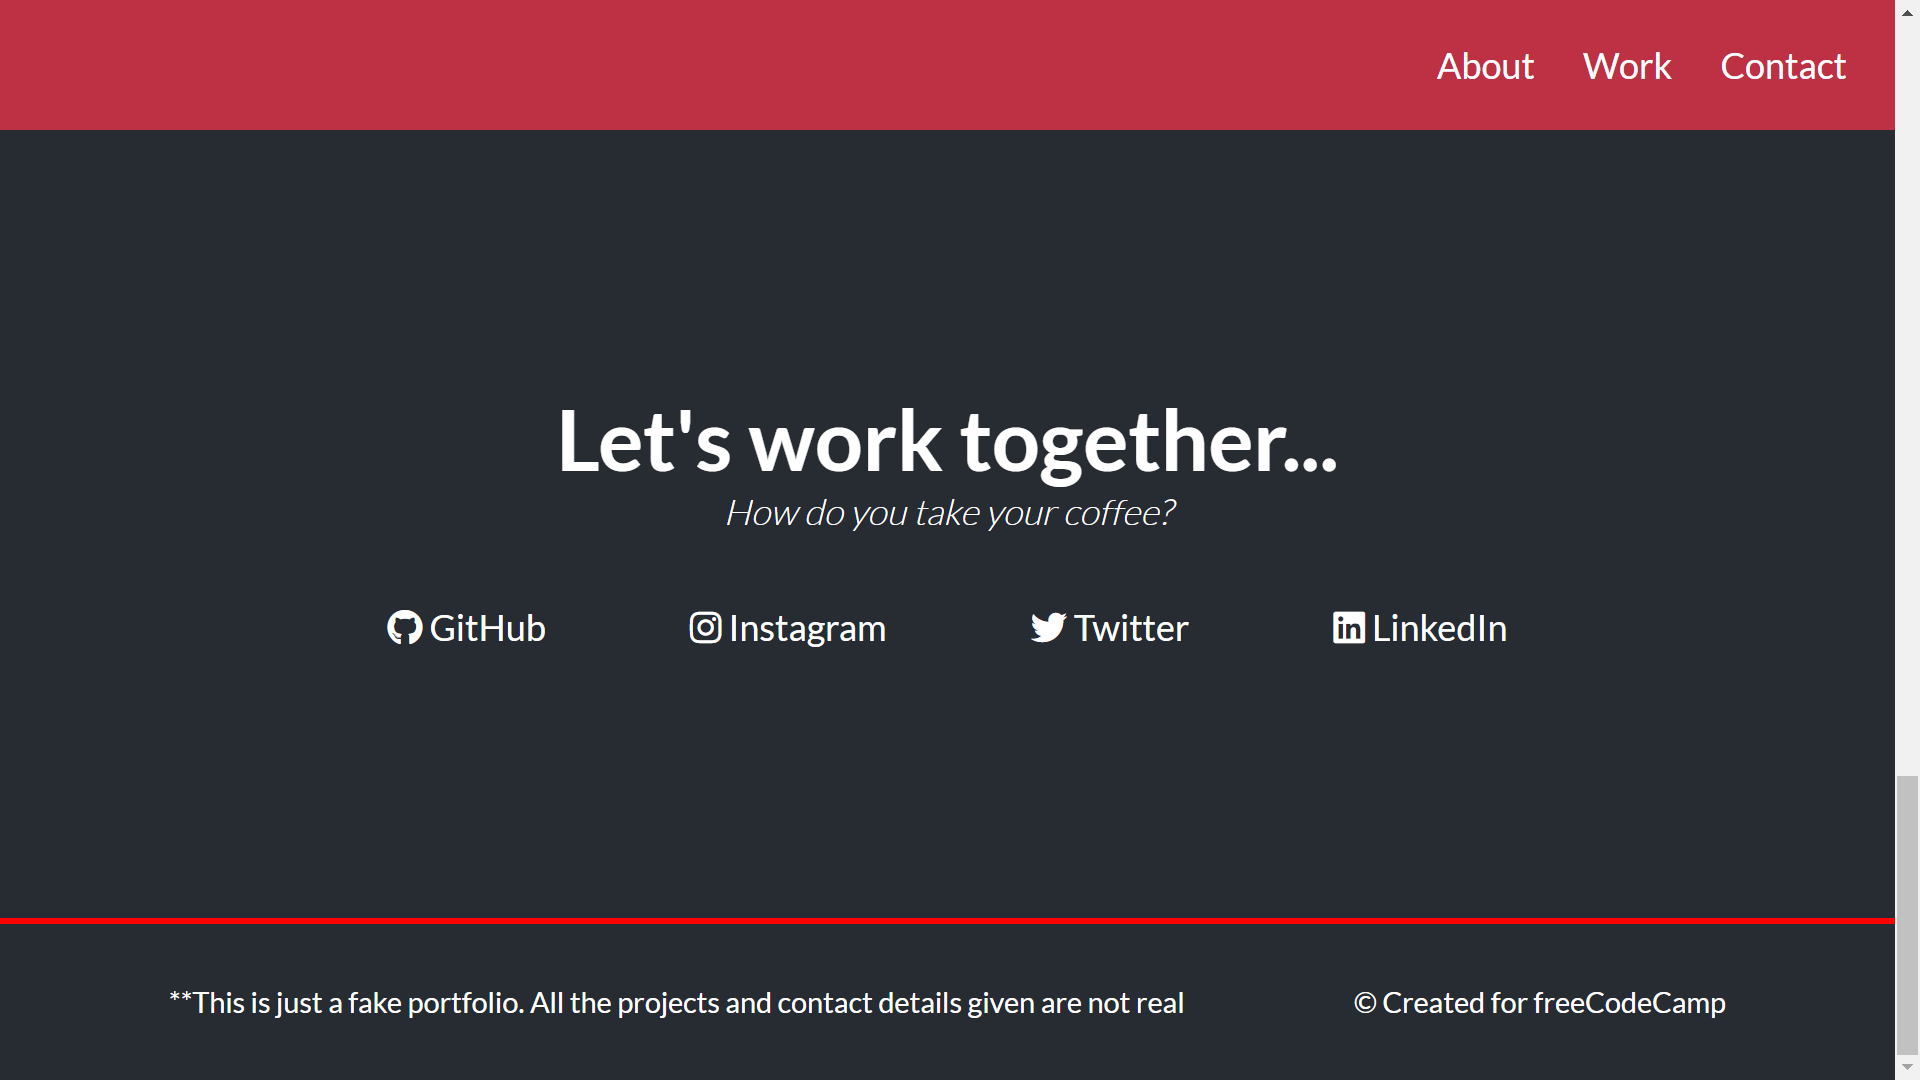 About Work Contact
Let's work together...
How do you take your coffee?
GitHub Instagram Twitter LinkedIn
**This is just a fake portfolio. All the projects and contact details given are not real © Created for freeCodeCamp